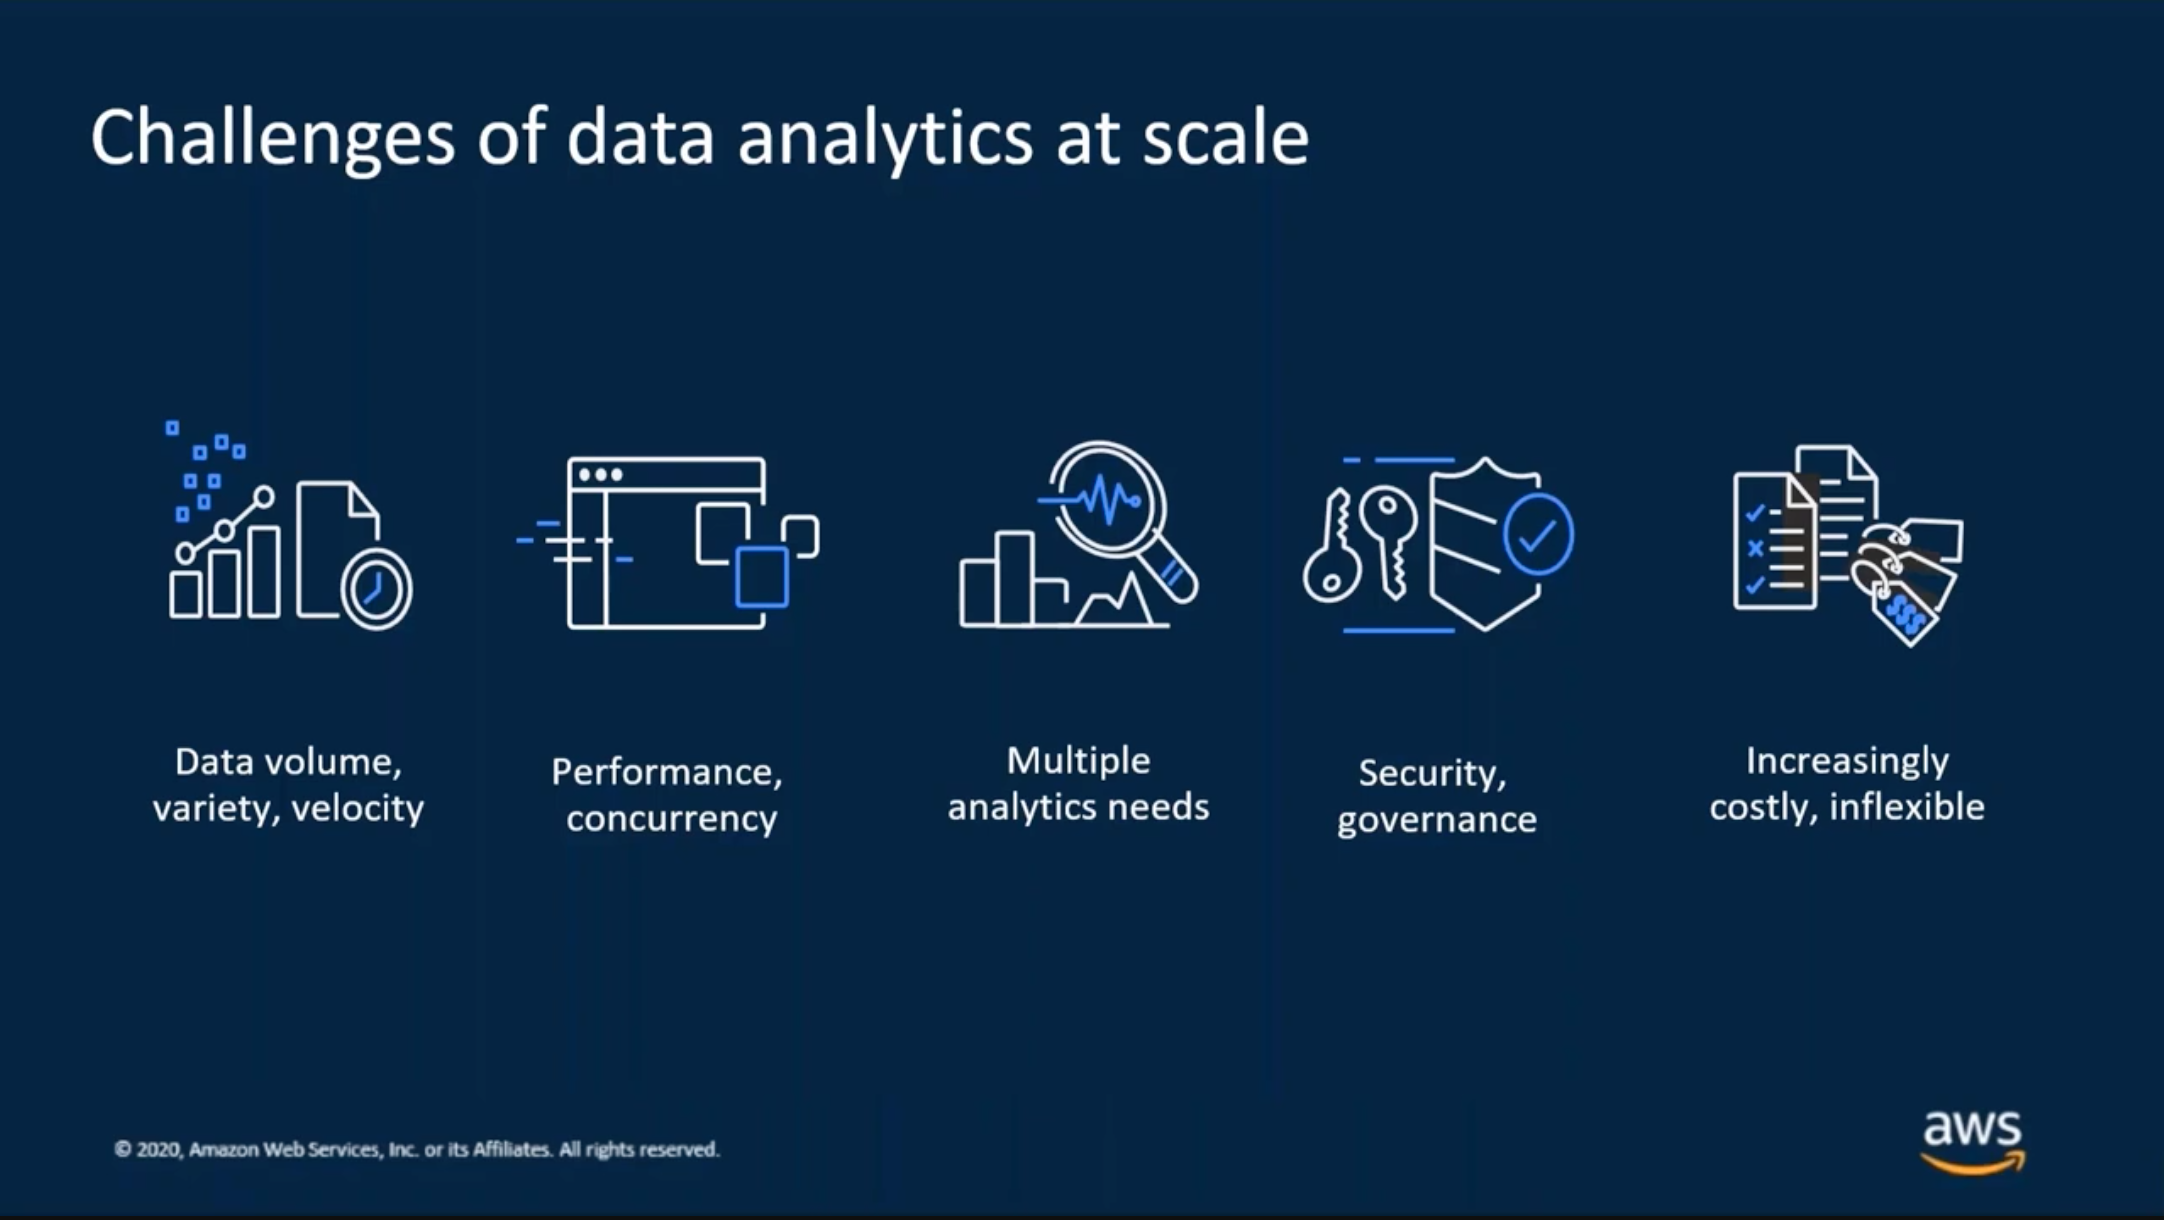 Challenges of data analytics at scale
Data volume,
variety, velocity
Performance,
concurrency
Multiple
analytics needs
Security,
governance
Increasingly
costly, inflexible
$$$
© 2020, Amazon Web Services, Inc. or its Affiliates. All rights reserved.
aws